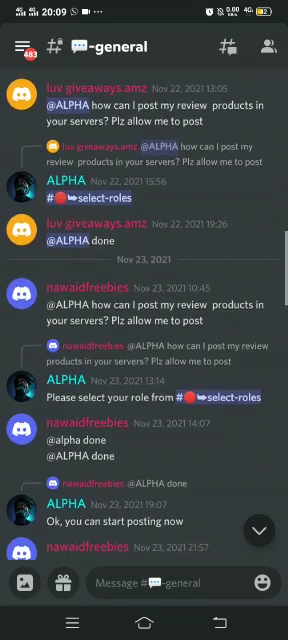 20:09
0.00 KB/s
483
#💬-general
luv giveaways.amz Nov 22, 2021 13:05
@ALPHA how can I post my review products in
your servers? Plz allow me to post
luv giveaways.amz @ALPHA how can I post my
review products in your servers? Plz allow me to post
ALPHA Nov 22, 2021 15:56
#🔴➥select-roles
luv giveaways.amz Nov 22, 2021 19:26
@ALPHA done
Nov 23, 2021
nawaidfreebies Nov 23, 2021 10:45
@ALPHA how can I post my review products in
your servers? Plz allow me to post
nawaidfreebies @ALPHA how can I post my review
products in your servers? Plz allow me to post
ALPHA Nov 23, 2021 13:14
Please select your role from #🔴➥select-roles
nawaidfreebies Nov 23, 2021 14:07
@alpha done
@ALPHA done
nawaidfreebies @ALPHA done
ALPHA Nov 23, 2021 19:07
Ok, you can start posting now
nawaidfreebies Nov 23, 2021 21:57
Message #💬-general